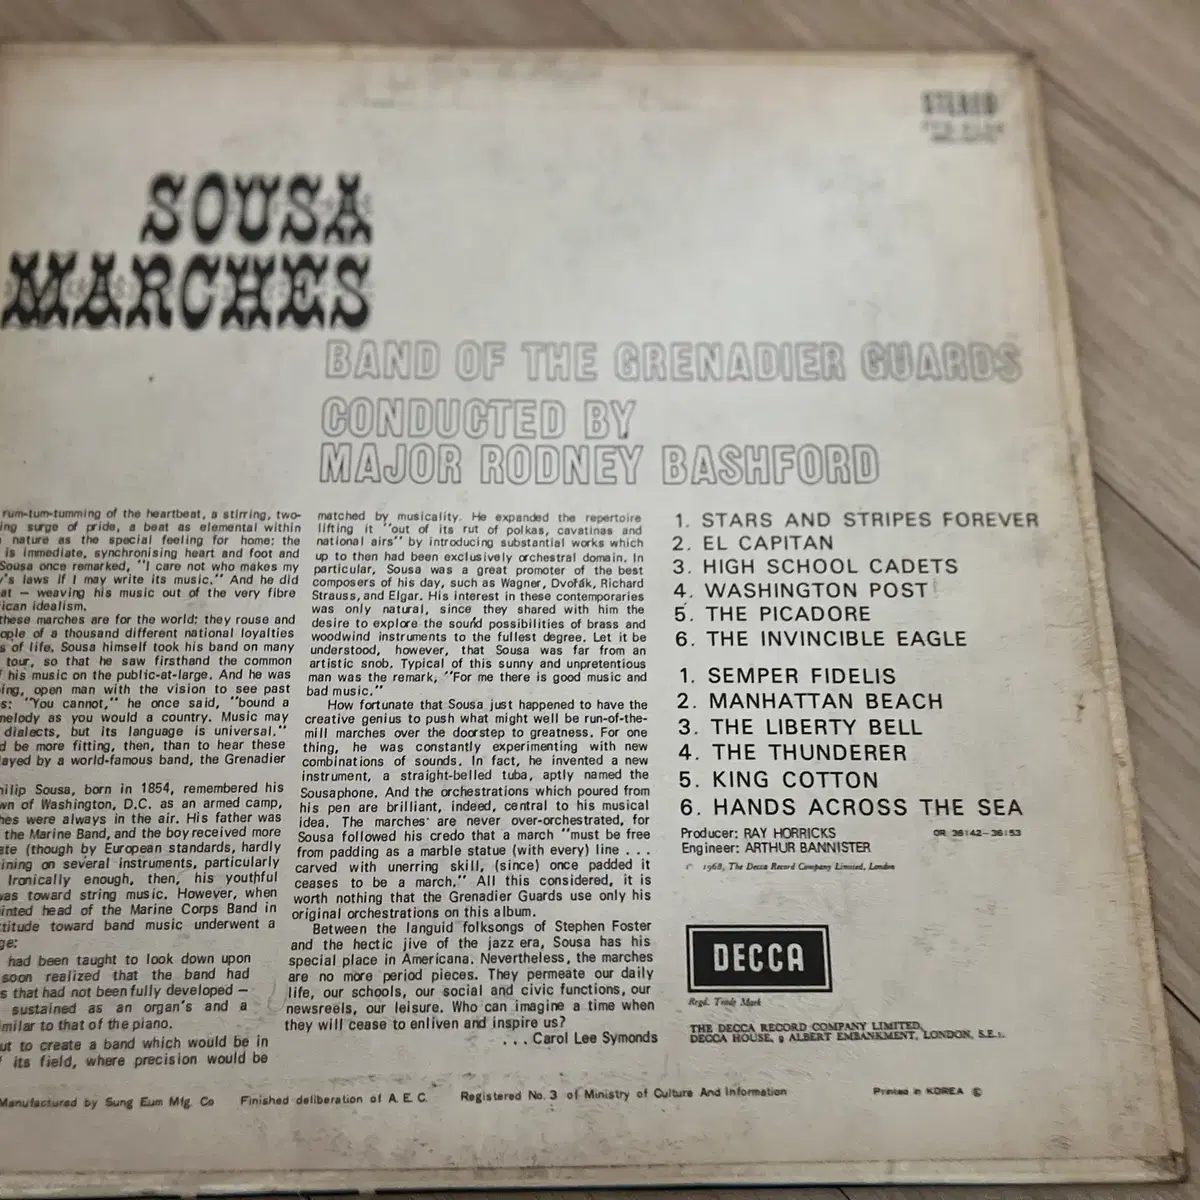 STEREO
SOUSA
MARCHES
BAND OF THE GRENADIER GUARDS
CONDUCTED BY
MAJOR RODNEY BASHFORD
rum-tum-tumming of the heartbeat, a stirring, two-
ing surge of pride, a beat as elemental within
nature as the special feeling for home; the
is immediate, synchronising heart and foot and
Sousa once remarked, "I care not who makes my
y's laws if I may write its music." And he did
at — weaving his music out of the very fibre
ican idealism.
these marches are for the world; they rouse and
ople of a thousand different national loyalties
s of life, Sousa himself took his band on many
tour, so that he saw firsthand the common
his music on the public-at-large. And he was
ing, open man with the vision to see past
s: "You cannot," he once said, "bound a
melody as you would a country. Music may
dialects, but its language is universal."
d be more fitting, then, than to hear these
layed by a world-famous band, the Grenadier
hilip Sousa, born in 1854, remembered his
wn of Washington, D.C. as an armed camp,
hes were always in the air. His father was
the Marine Band, and the boy received more
ate (though by European standards, hardly
ining on several instruments, particularly
Ironically enough, then, his youthful
was toward string music. However, when
inted head of the Marine Corps Band in
titude toward band music underwent a
ge:
had been taught to look down upon
soon realized that the band had
s that had not been fully developed —
sustained as an organ's and a
imilar to that of the piano.
ut to create a band which would be in
its field, where precision would be
matched by musicality. He expanded the repertoire
lifting it "out of its rut of polkas, cavatinas and
national airs" by introducing substantial works which
up to then had been exclusively orchestral domain. In
particular, Sousa was a great promoter of the best
composers of his day, such as Wagner, Dvořák, Richard
Strauss, and Elgar. His interest in these contemporaries
was only natural, since they shared with him the
desire to explore the sound possibilities of brass and
woodwind instruments to the fullest degree. Let it be
understood, however, that Sousa was far from an
artistic snob. Typical of this sunny and unpretentious
man was the remark, "For me there is good music and
bad music."
How fortunate that Sousa just happened to have the
creative genius to push what might well be run-of-the-
mill marches over the doorstep to greatness. For one
thing, he was constantly experimenting with new
combinations of sounds. In fact, he invented a new
instrument, a straight-belled tuba, aptly named the
Sousaphone. And the orchestrations which poured from
his pen are brilliant, indeed, central to his musical
idea. The marches are never over-orchestrated, for
Sousa followed his credo that a march "must be free
from padding as a marble statue (with every) line . . .
carved with unerring skill, (since) once padded it
ceases to be a march." All this considered, it is
worth nothing that the Grenadier Guards use only his
original orchestrations on this album.
Between the languid folksongs of Stephen Foster
and the hectic jive of the jazz era, Sousa has his
special place in Americana. Nevertheless, the marches
are no more period pieces. They permeate our daily
life, our schools, our social and civic functions, our
newsreels, our leisure. Who can imagine a time when
they will cease to enliven and inspire us?
. . . Carol Lee Symonds
1. STARS AND STRIPES FOREVER
2. EL CAPITAN
3. HIGH SCHOOL CADETS
4. WASHINGTON POST
5. THE PICADORE
6. THE INVINCIBLE EAGLE
1. SEMPER FIDELIS
2. MANHATTAN BEACH
3. THE LIBERTY BELL
4. THE THUNDERER
5. KING COTTON
6. HANDS ACROSS THE SEA
Producer: RAY HORRICKS OR 36142-36153
Engineer: ARTHUR BANNISTER
© 1968, The Decca Record Company Limited, London
DECCA
Regd. Trade Mark
THE DECCA RECORD COMPANY LIMITED,
DECCA HOUSE, 9 ALBERT EMBANKMENT, LONDON, S.E.1.
Manufactured by Sung Eum Mfg. Co Finished deliberation of A. E. C. Registered No. 3 of Ministry of Culture And Information Printed in KOREA ©